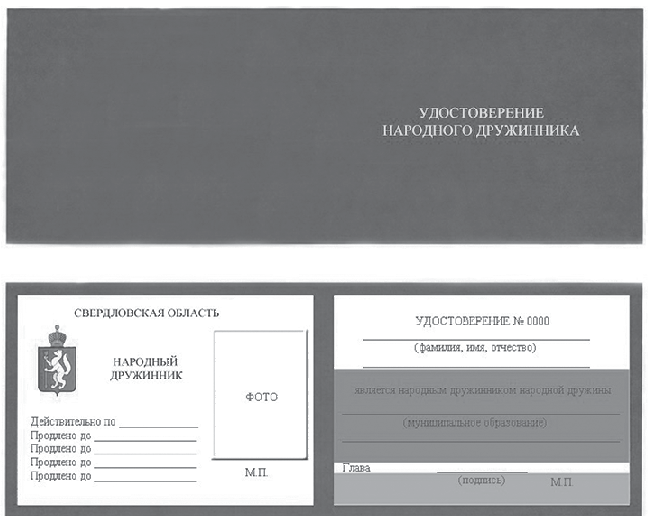 УДОСТОВЕРЕНИЕ
НАРОДНОГО ДРУЖИННИКА
СВЕРДЛОВСКАЯ ОБЛАСТЬ
НАРОДНЫЙ
ДРУЖИННИК
ФОТО
Действительно по
Продлено до
Продлено до
Продлено до
Продлено до
М.П.
УДОСТОВЕРЕНИЕ № 0000
(фамилия, имя, отчество)
является народным дружинником народной дружины
(муниципальное образование)
Глава
(подпись)
М.П.